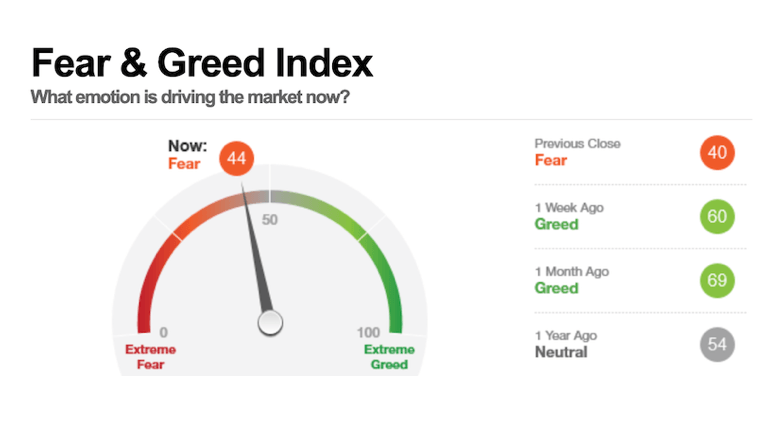 Fear & Greed Index
What emotion is driving the market now?
Now:
Fear
44
50
0
100
Extreme
Fear
Extreme
Greed
Previous Close
Fear
40
1 Week Ago
Greed
60
1 Month Ago
Greed
69
1 Year Ago
Neutral
54